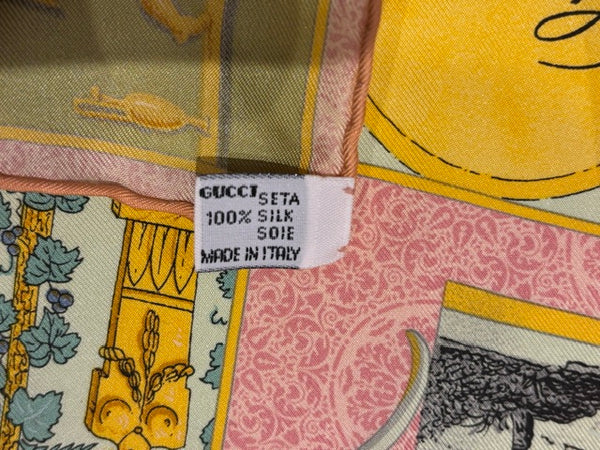 GUCCI SETA
100% SILK
SOIE
MADE IN ITALY